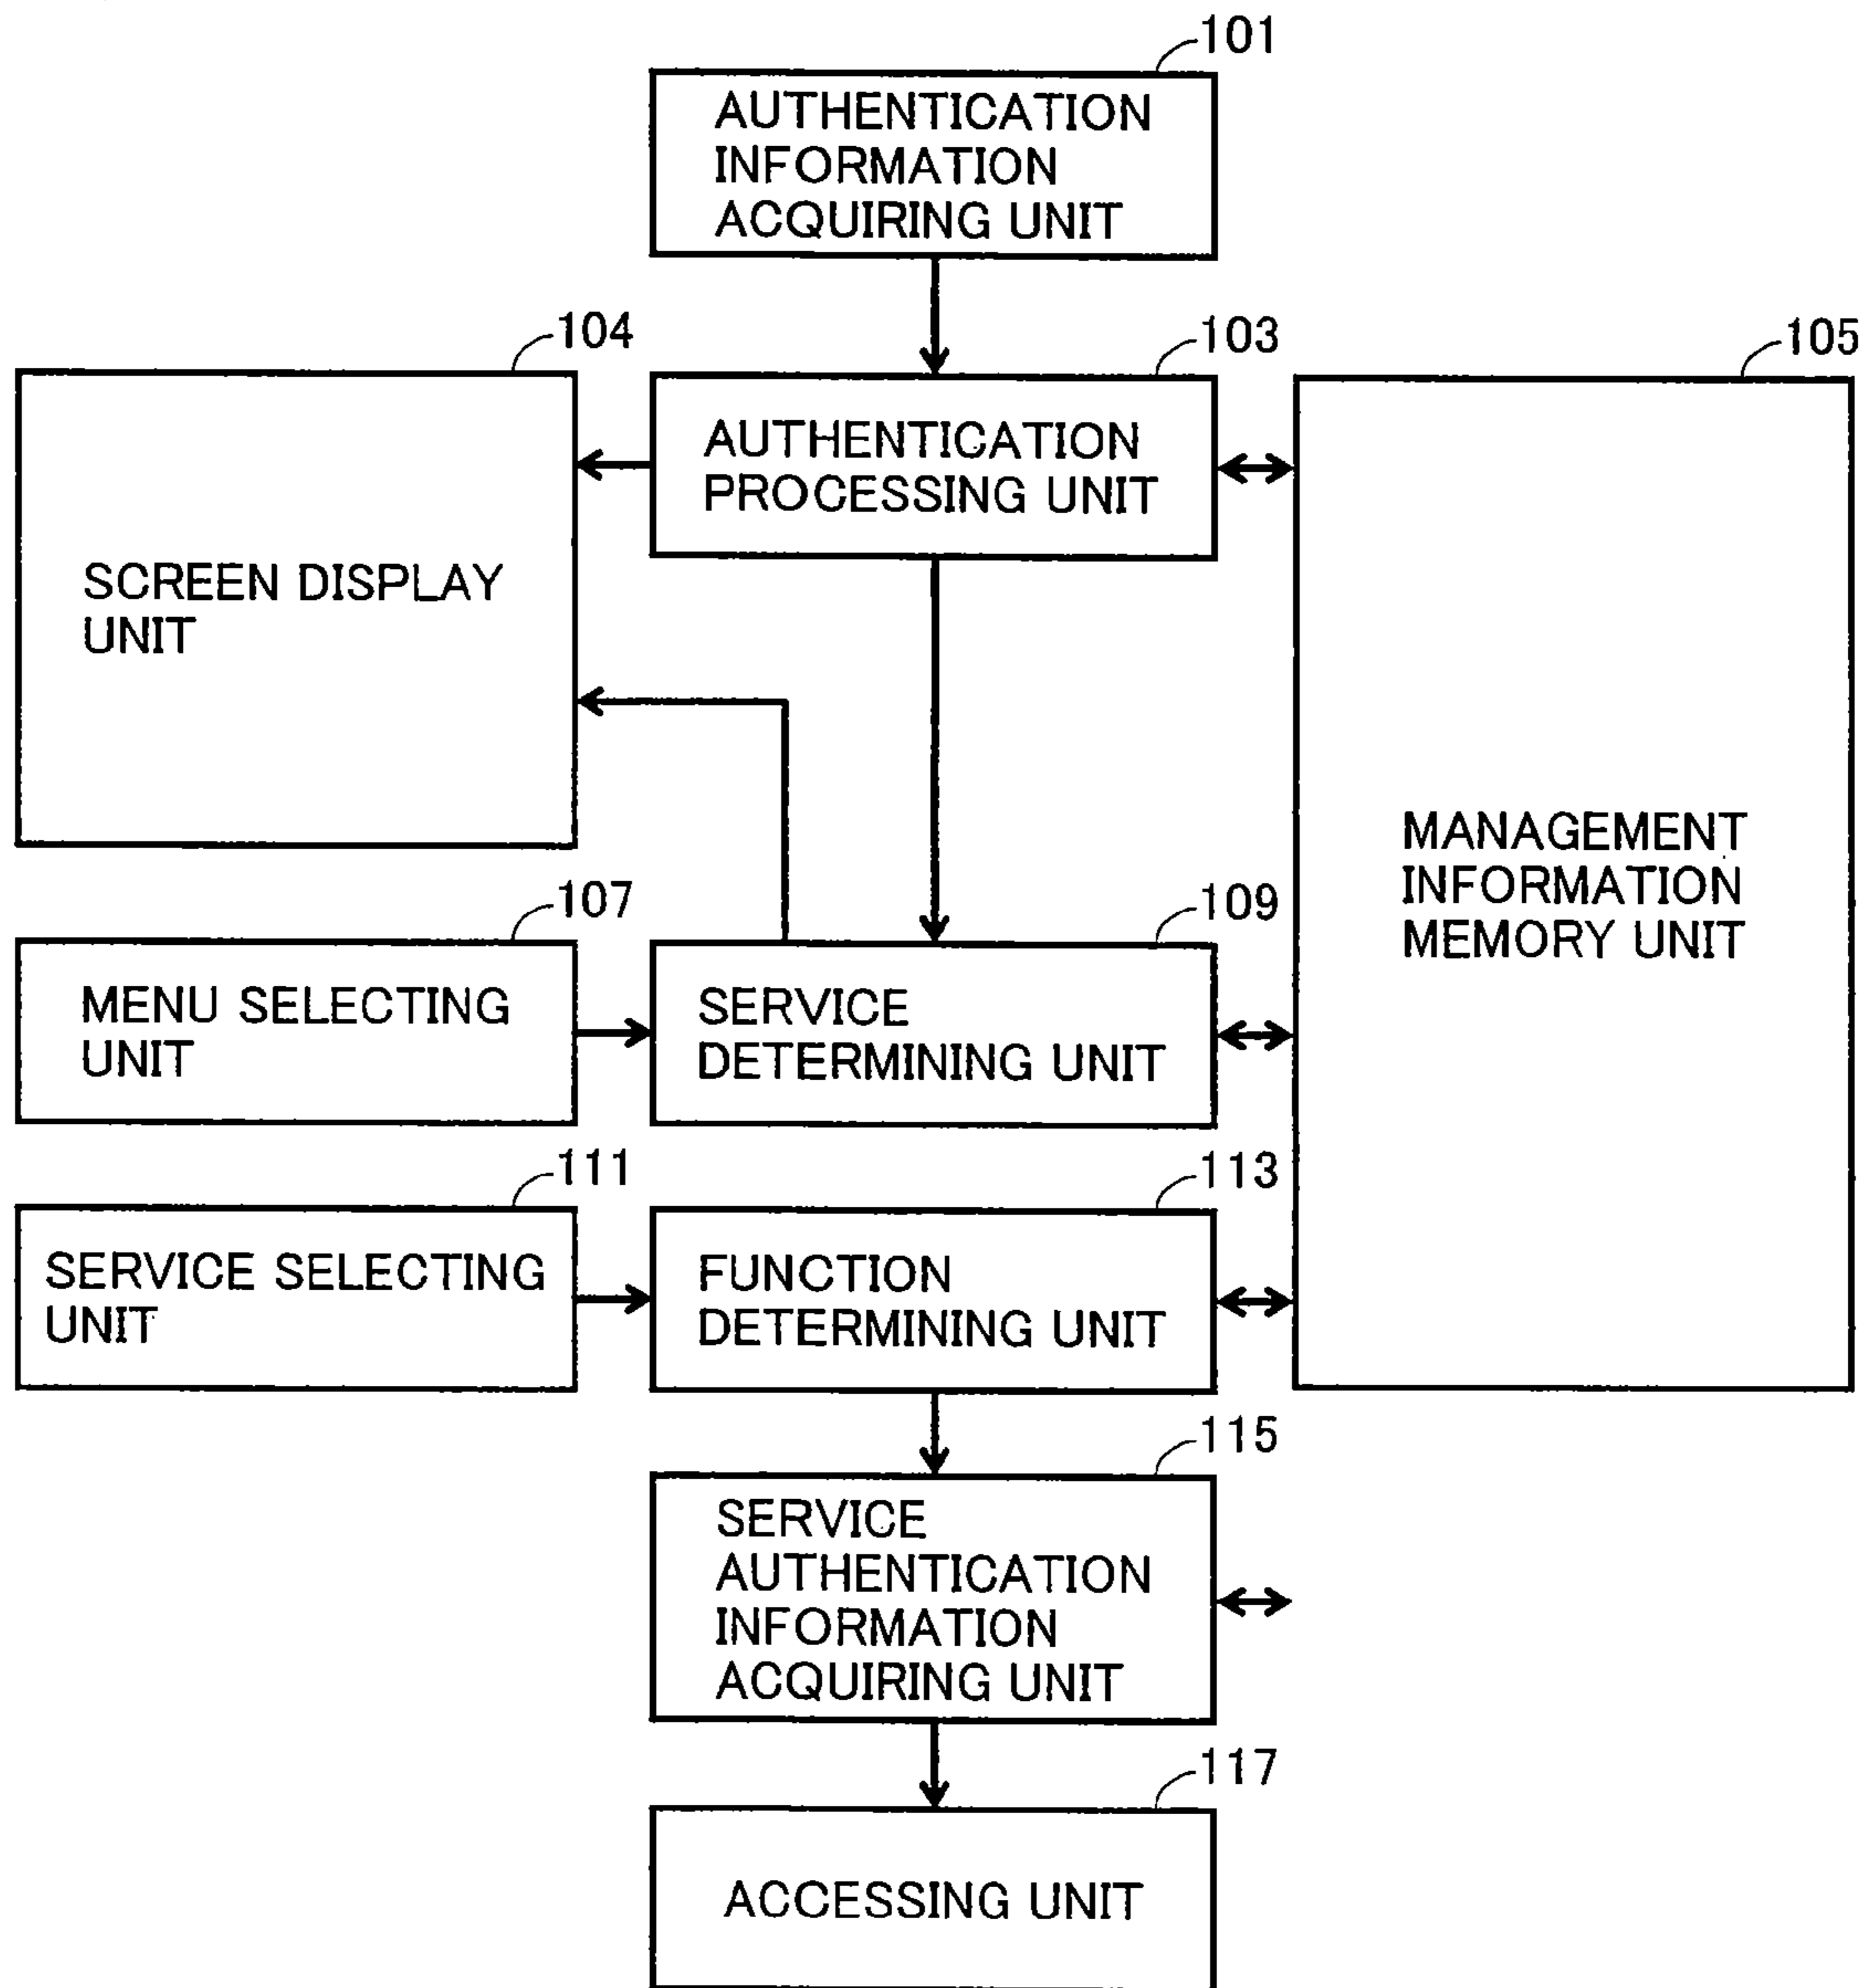 101
AUTHENTICATION
INFORMATION
ACQUIRING UNIT
104
103
105
SCREEN DISPLAY
UNIT
AUTHENTICATION
PROCESSING UNIT
MANAGEMENT
INFORMATION
MEMORY UNIT
107
109
MENU SELECTING
UNIT
SERVICE
DETERMINING UNIT
111
113
SERVICE SELECTING
UNIT
FUNCTION
DETERMINING UNIT
115
SERVICE
AUTHENTICATION
INFORMATION
ACQUIRING UNIT
117
ACCESSING UNIT